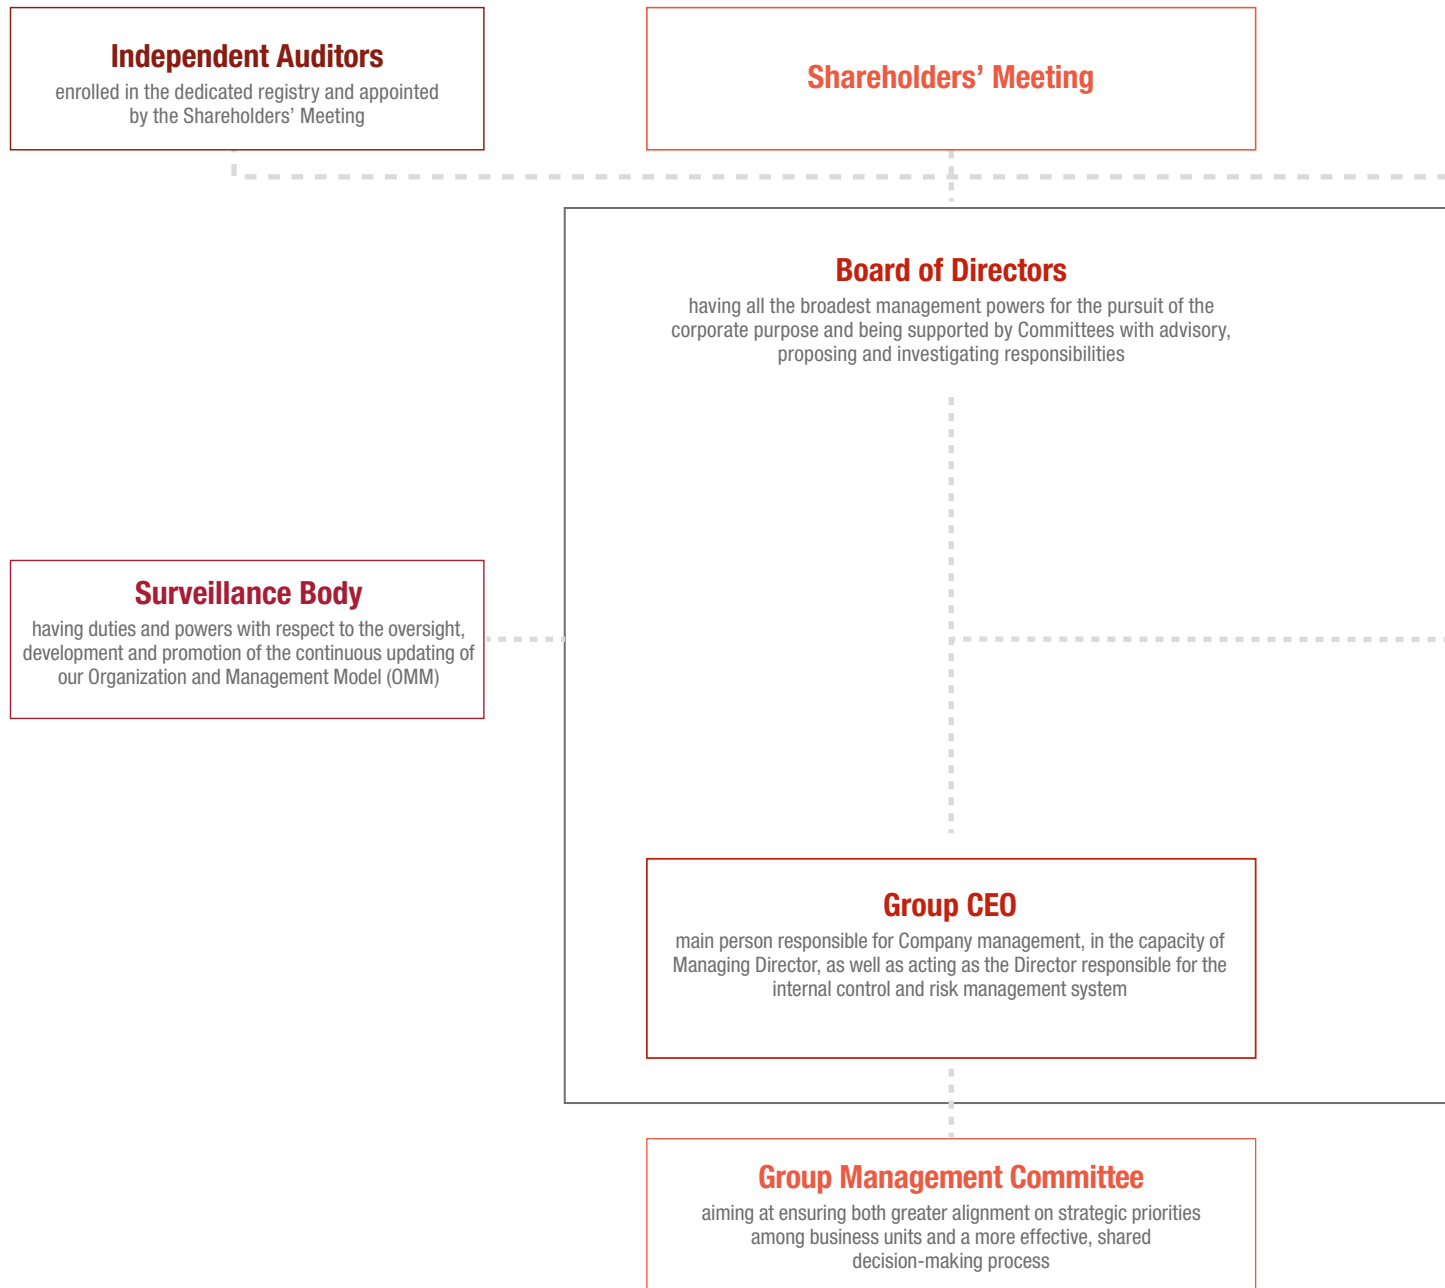 Independent Auditors
enrolled in the dedicated registry and appointed
by the Shareholders’ Meeting
Shareholders’ Meeting
Board of Directors
having all the broadest management powers for the pursuit of the
corporate purpose and being supported by Committees with advisory,
proposing and investigating responsibilities
Surveillance Body
having duties and powers with respect to the oversight,
development and promotion of the continuous updating of
our Organization and Management Model (OMM)
Group CEO
main person responsible for Company management, in the capacity of
Managing Director, as well as acting as the Director responsible for the
internal control and risk management system
Group Management Committee
aiming at ensuring both greater alignment on strategic priorities
among business units and a more effective, shared
decision-making process